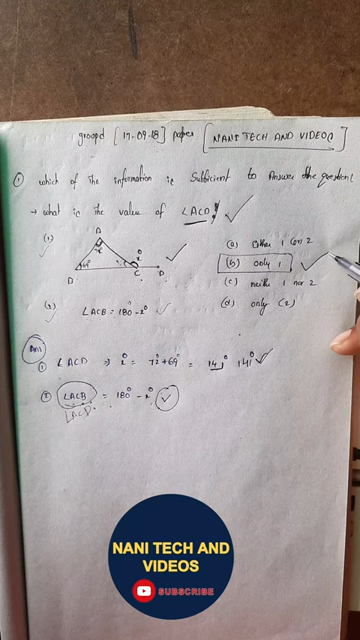 groupd [17-09-18] paper [NANI TECH AND VIDEOS]
① which of the information is Sufficient to Answer the question
→ what is the value of ∠ACD?
(1)
A
x°
B
C
D
(a) Either 1 (or) 2
(b) only 1
(c) neither 1 nor 2
(d) only (2)
(2) ∠ACB = 180° - x°
Ans
① ∠ACD ⇒ x° = 72° + 69° = 141° 141°
② ∠ACB = 180° - x°
∠ACD
NANI TECH AND
VIDEOS
SUBSCRIBE